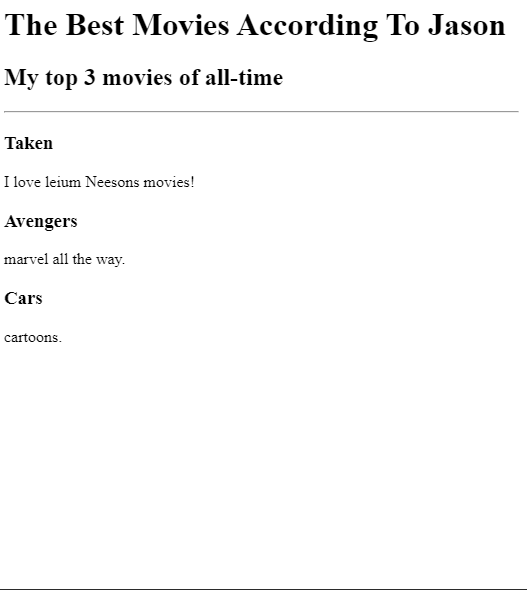 The Best Movies According To Jason
My top 3 movies of all-time
Taken
I love leium Neesons movies!
Avengers
marvel all the way.
Cars
cartoons.